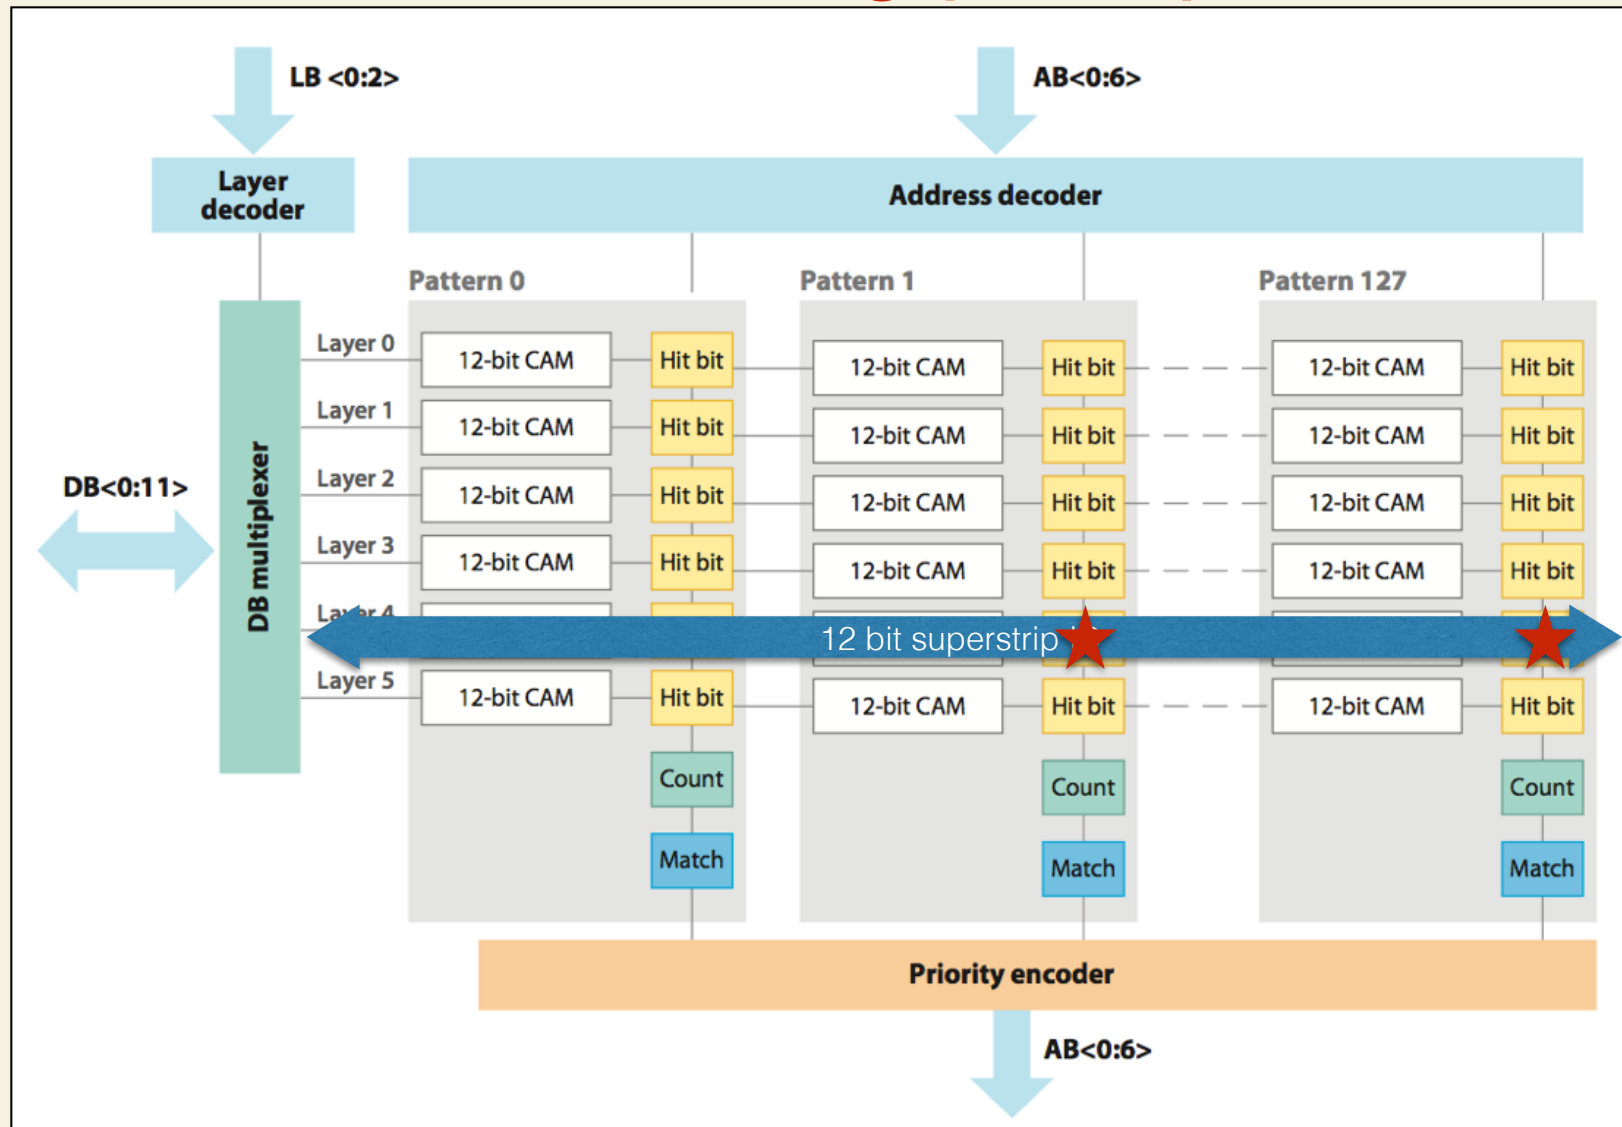 LB <0:2>
AB<0:6>
Layer
decoder
Address decoder
Pattern 0
Pattern 1
Pattern 127
DB<0:11>
DB multiplexer
Layer 0
12-bit CAM
Hit bit
12-bit CAM
Hit bit
12-bit CAM
Hit bit
Layer 1
12-bit CAM
Hit bit
12-bit CAM
Hit bit
12-bit CAM
Hit bit
Layer 2
12-bit CAM
Hit bit
12-bit CAM
Hit bit
12-bit CAM
Hit bit
Layer 3
12-bit CAM
Hit bit
12-bit CAM
Hit bit
12-bit CAM
Hit bit
Layer 4
12 bit superstrip
Layer 5
12-bit CAM
Hit bit
12-bit CAM
Hit bit
12-bit CAM
Hit bit
Count
Count
Count
Match
Match
Match
Priority encoder
AB<0:6>